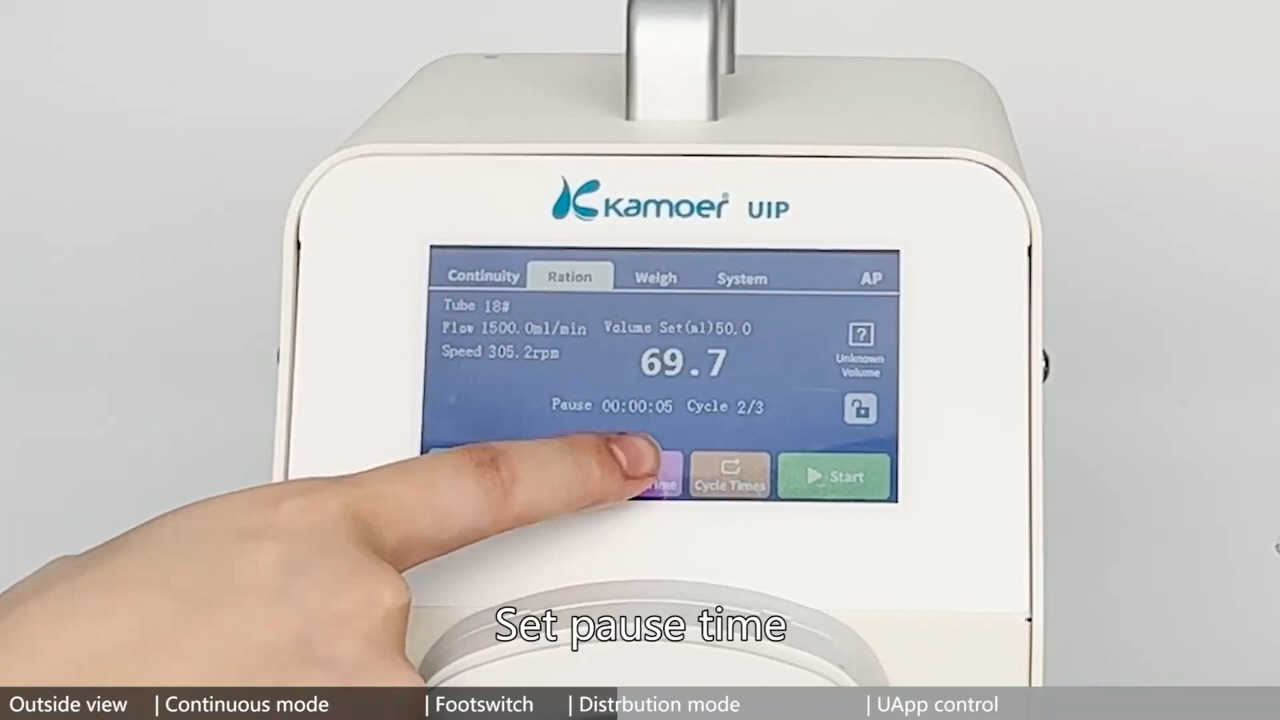 Kamoer® UIP
Continuity Ration Weigh System AP
Tube 18#
Flow 1500.0ml/min Volume Set(ml)50.0
Speed 305.2rpm
69.7
?
Unknown
Volume
Pause 00:00:05 Cycle 2/3
Cycle Times
Start
Set pause time
Outside view | Continuous mode | Footswitch | Distrbution mode | UApp control